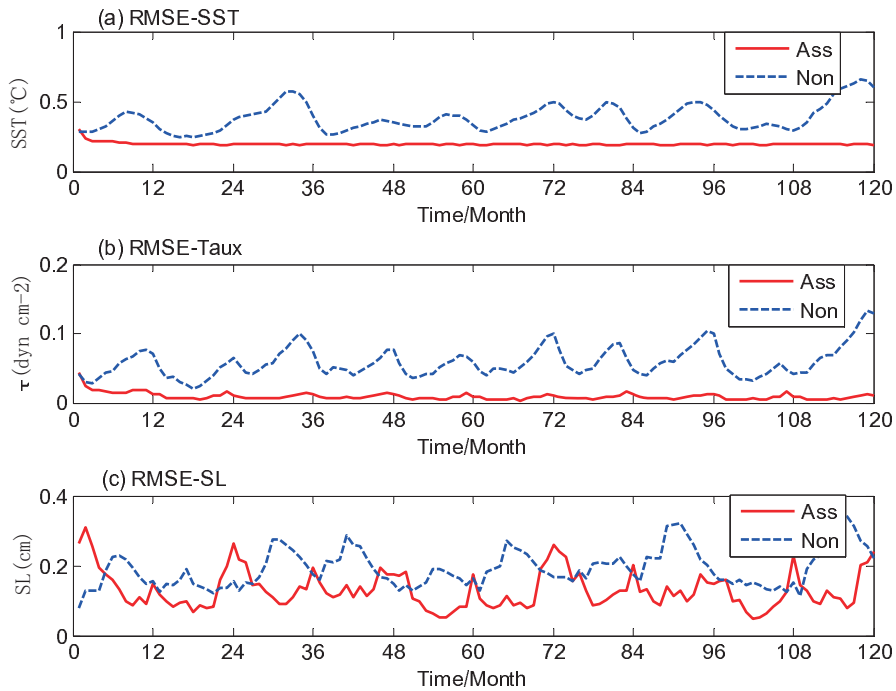 (a) RMSE-SST
1
0.5
0
SST(℃)
Ass
Non
0 12 24 36 48 60 72 84 96 108 120
Time/Month
(b) RMSE-Taux
0.2
0.1
0
τ(dyn cm-2)
Ass
Non
0 12 24 36 48 60 72 84 96 108 120
Time/Month
(c) RMSE-SL
0.4
0.2
0
SL(cm)
Ass
Non
0 12 24 36 48 60 72 84 96 108 120
Time/Month